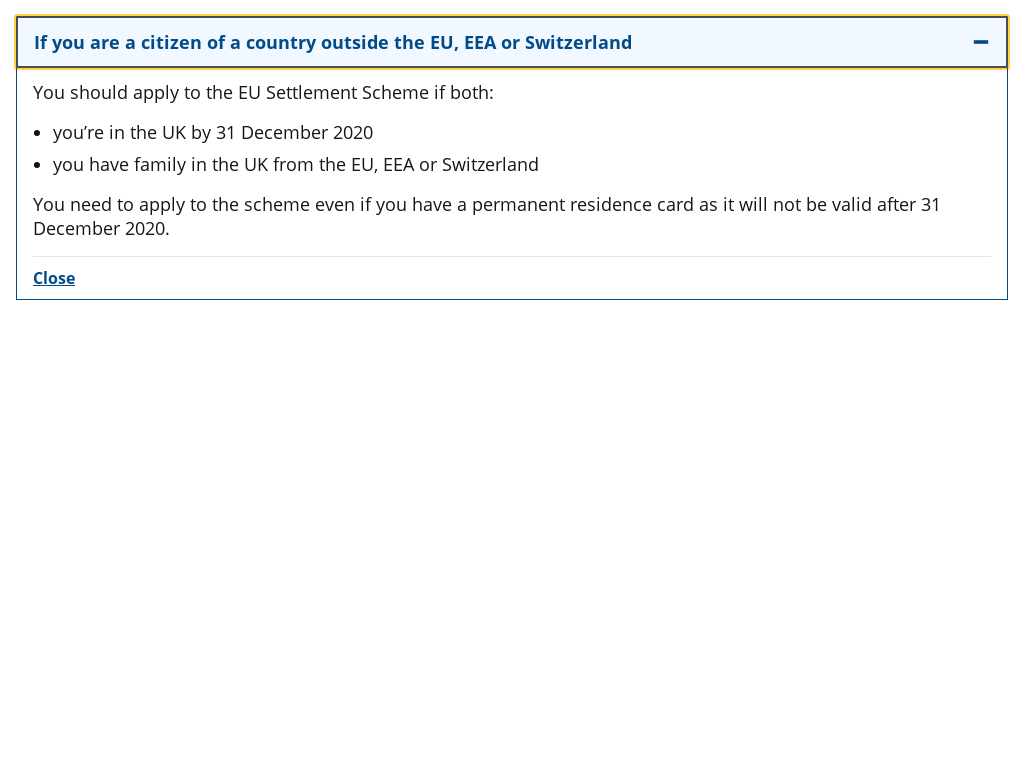 If you are a citizen of a country outside the EU, EEA or Switzerland
You should apply to the EU Settlement Scheme if both:
you’re in the UK by 31 December 2020
you have family in the UK from the EU, EEA or Switzerland
You need to apply to the scheme even if you have a permanent residence card as it will not be valid after 31
December 2020.
Close